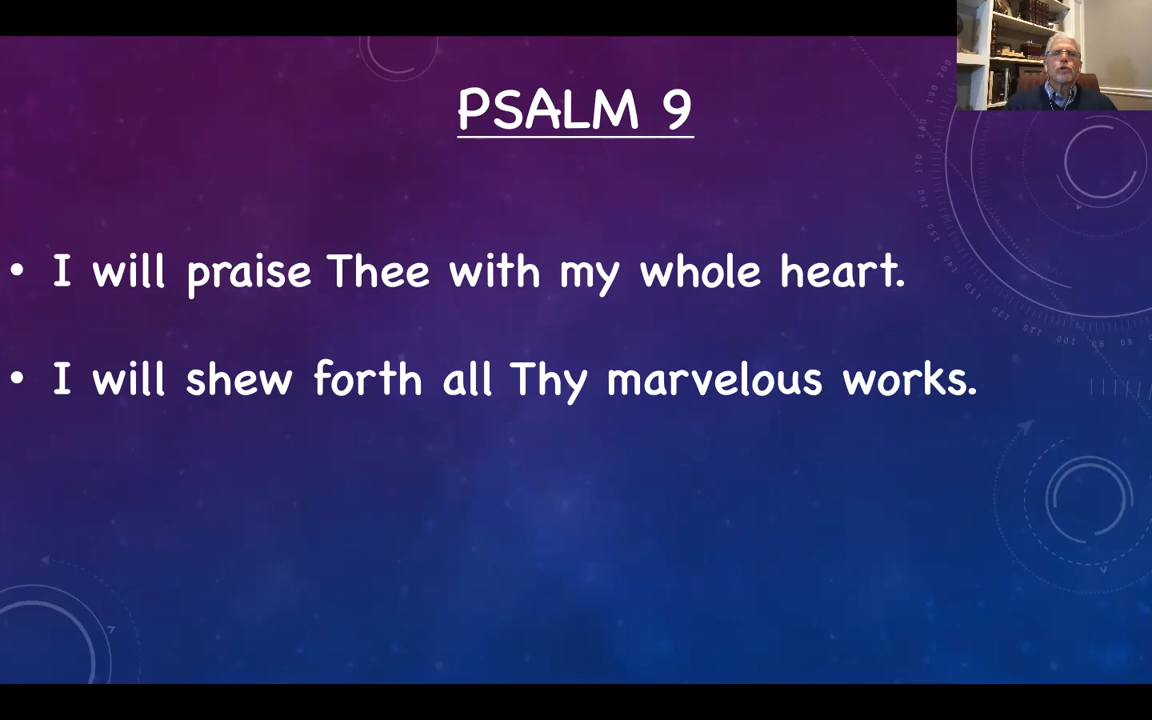 PSALM 9
• I will praise Thee with my whole heart.
• I will shew forth all Thy marvelous works.